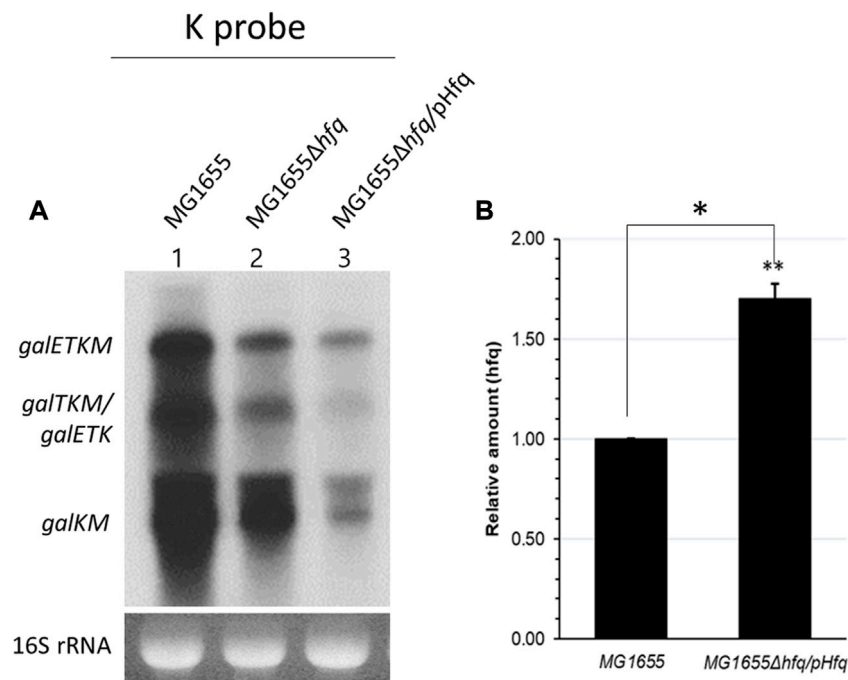 K probe
MG1655
MG1655Δhfq
MG1655Δhfq/pHfq
A
1 2 3
galETKM
galTKM/
galETK
galKM
16S rRNA
B
*
**
Relative amount (hfq)
2.00
1.50
1.00
0.50
0.00
MG1655
MG1655Δhfq/pHfq